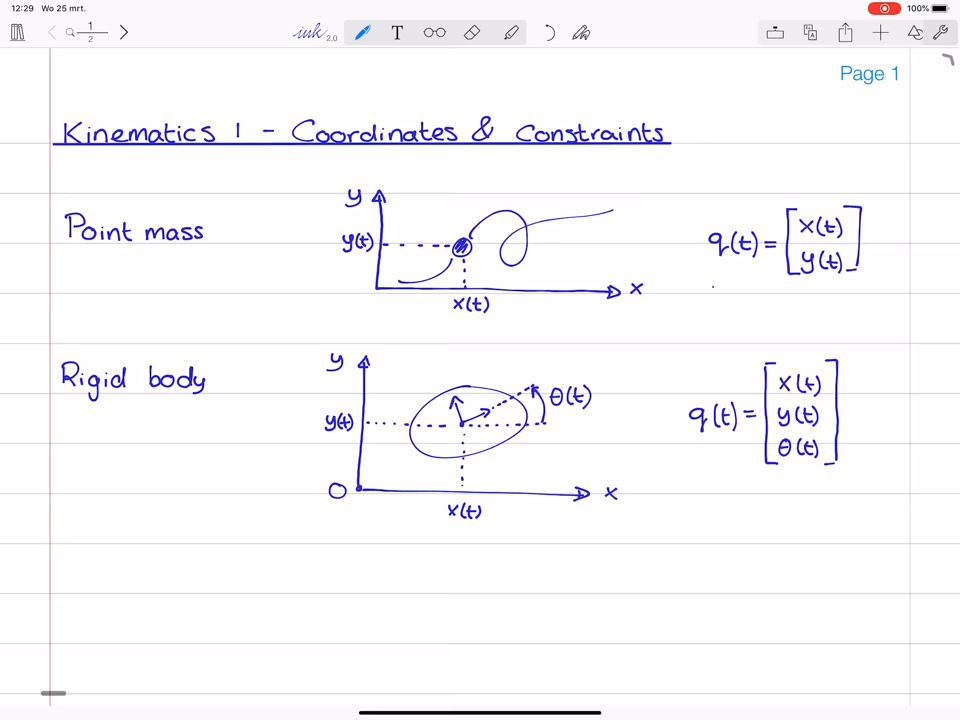 12:29 Wo 25 mrt.
100%
1
2
ink 2.0
T
A
Page 1
Kinematics 1 - Coordinates & Constraints
Point mass
y
y(t)
x(t)
x
q(t) = [x(t)
y(t)]
Rigid body
y
θ(t)
y(t)
O
x(t)
x
q(t) = [x(t)
y(t)
θ(t)]